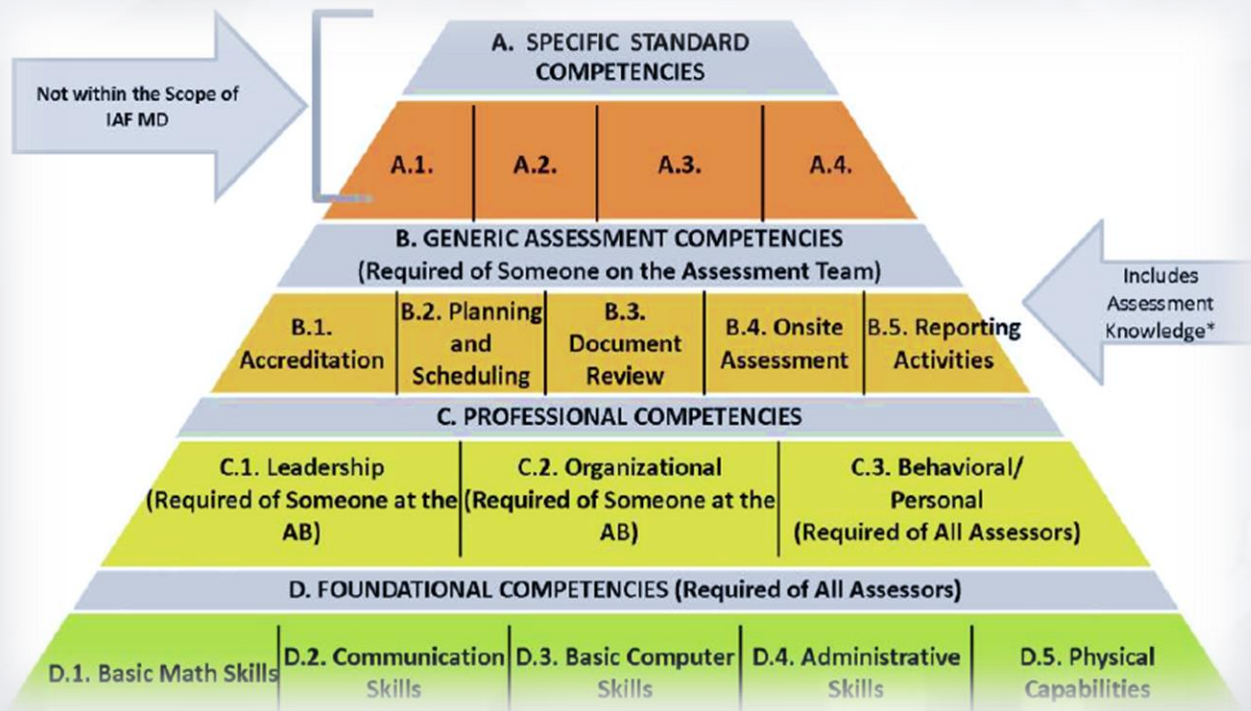 A. SPECIFIC STANDARD
COMPETENCIES
Not within the Scope of
IAF MD
A.1.
A.2.
A.3.
A.4.
B. GENERIC ASSESSMENT COMPETENCIES
(Required of Someone on the Assessment Team)
Includes
Assessment
Knowledge*
B.1.
Accreditation
B.2. Planning
and
Scheduling
B.3.
Document
Review
B.4. Onsite
Assessment
B.5. Reporting
Activities
C. PROFESSIONAL COMPETENCIES
C.1. Leadership
(Required of Someone at the
AB)
C.2. Organizational
(Required of Someone at the
AB)
C.3. Behavioral/
Personal
(Required of All Assessors)
D. FOUNDATIONAL COMPETENCIES (Required of All Assessors)
D.1. Basic Math Skills
D.2. Communication
Skills
D.3. Basic Computer
Skills
D.4. Administrative
Skills
D.5. Physical
Capabilities